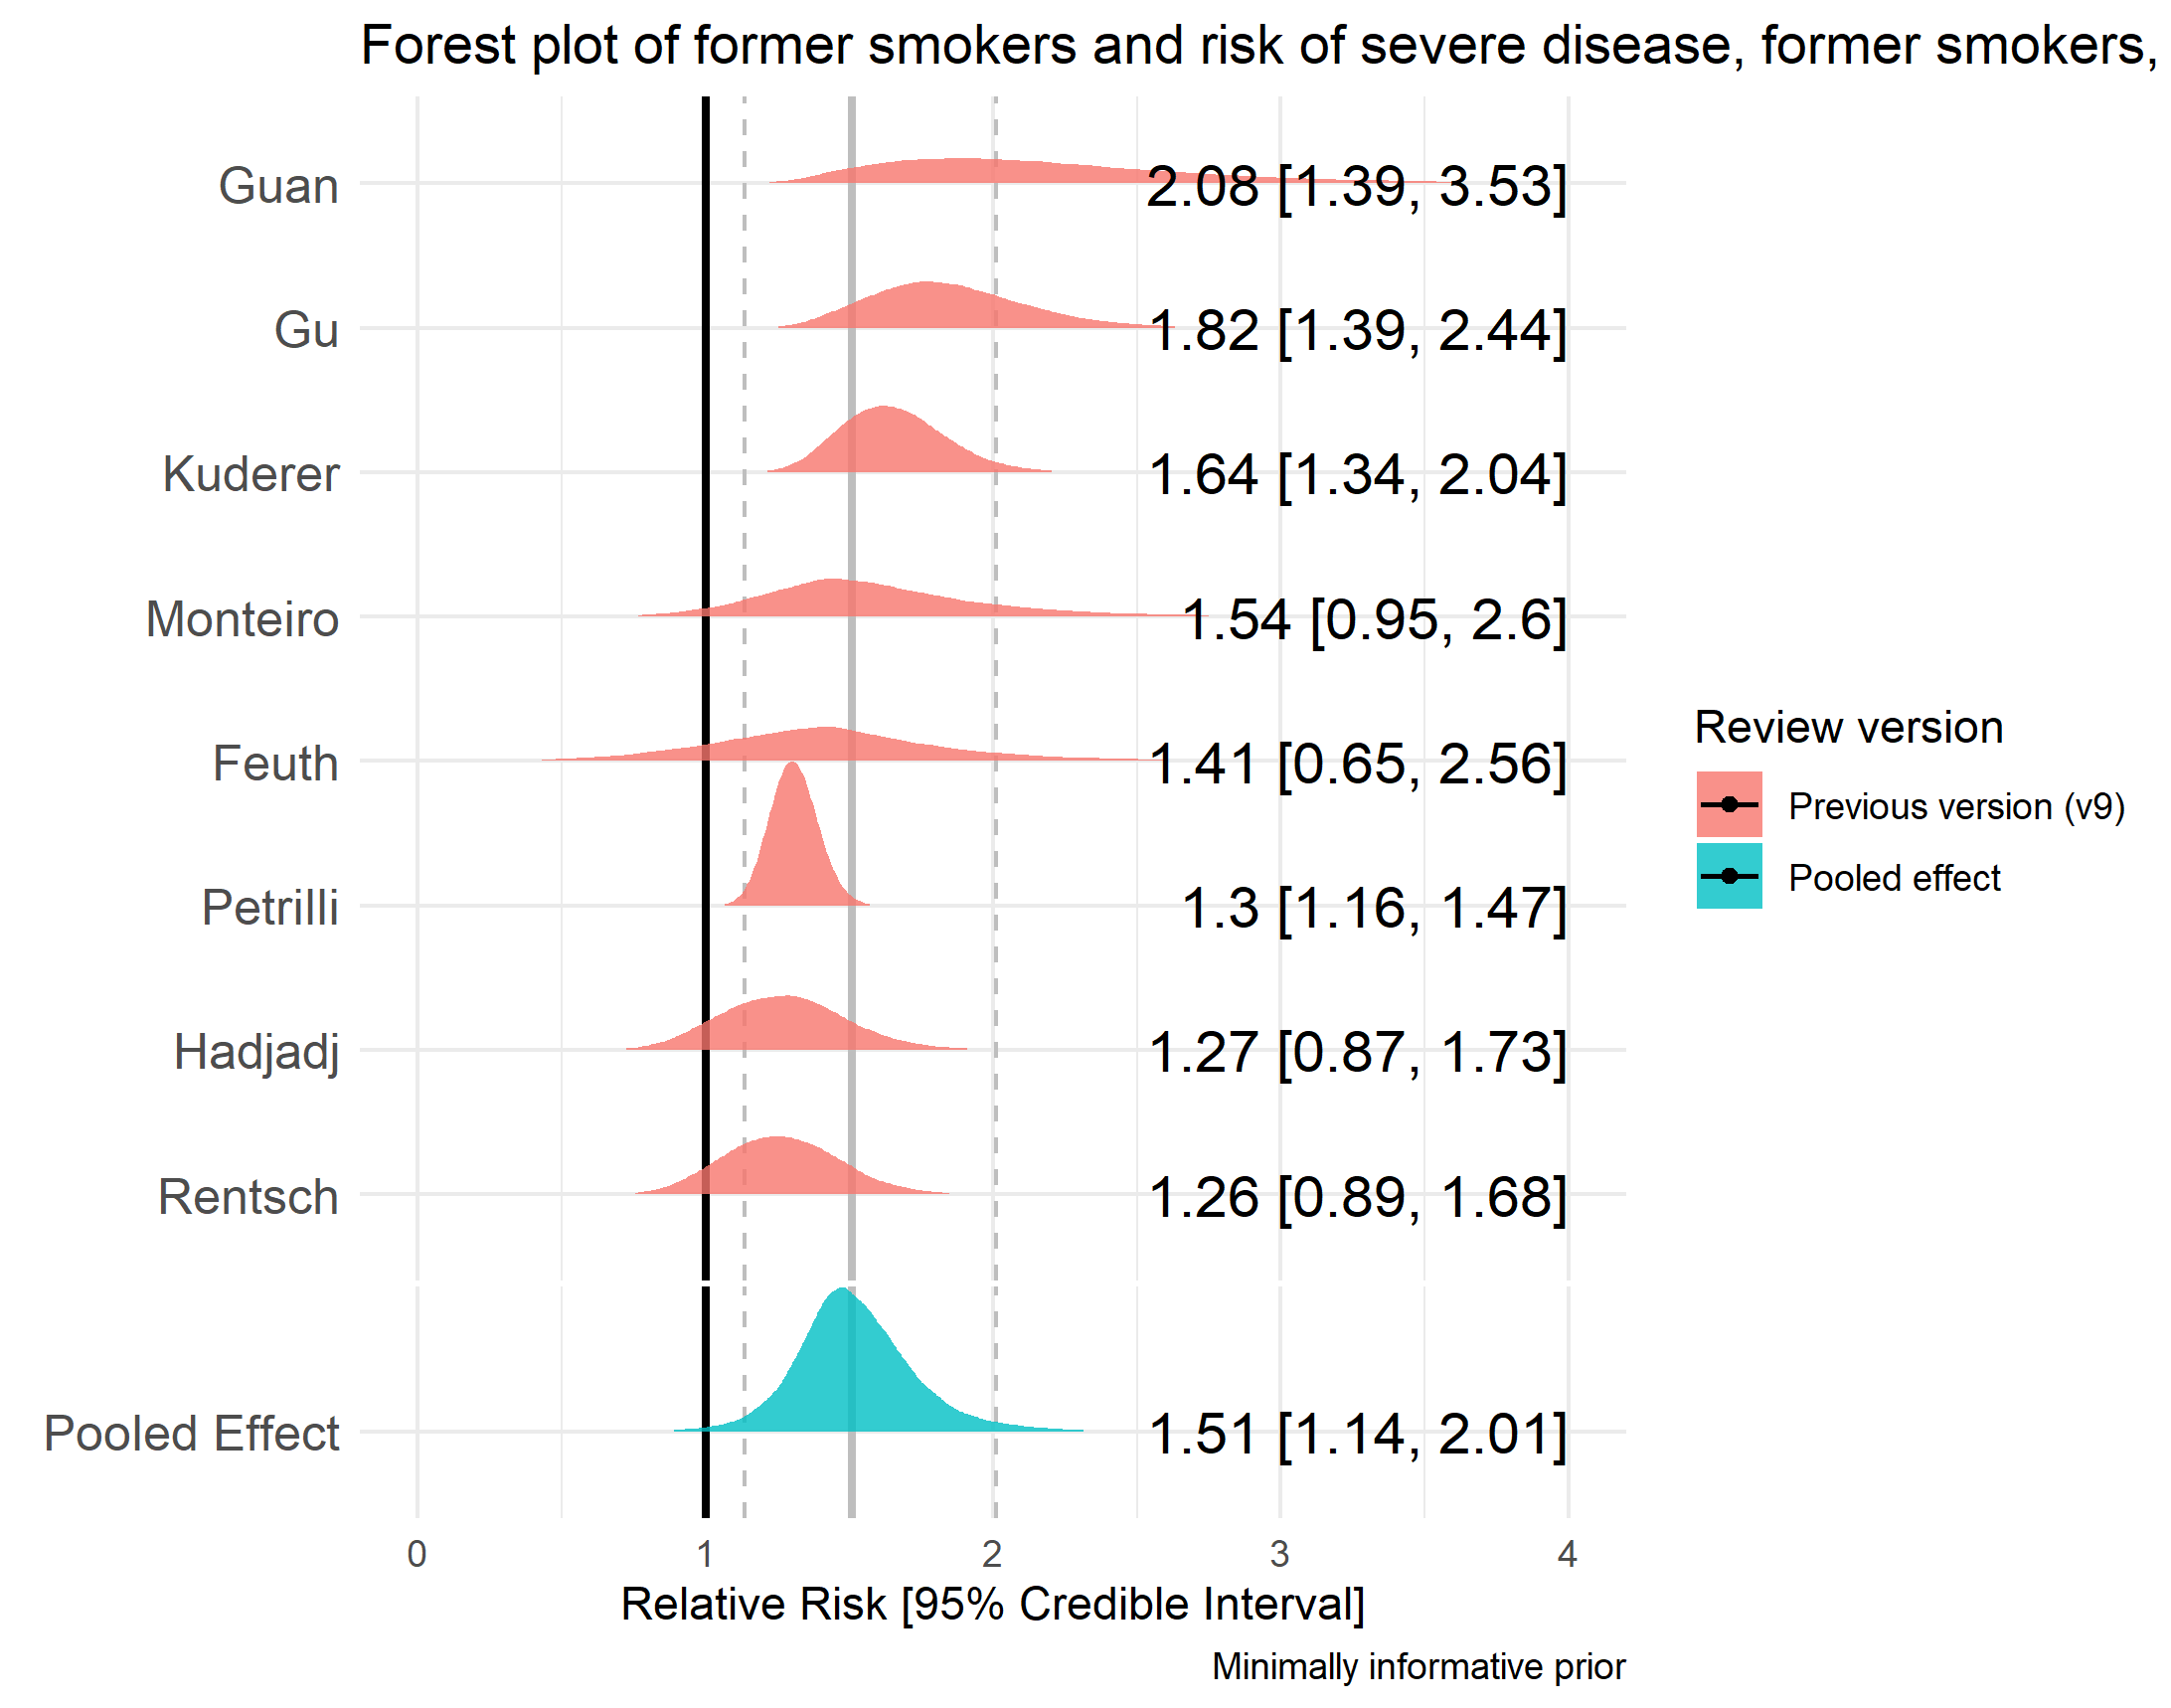 Forest plot of former smokers and risk of severe disease, former smokers,
Guan 2.08 [1.39, 3.53]
Gu 1.82 [1.39, 2.44]
Kuderer 1.64 [1.34, 2.04]
Monteiro 1.54 [0.95, 2.6]
Feuth 1.41 [0.65, 2.56]
Petrilli 1.3 [1.16, 1.47]
Hadjadj 1.27 [0.87, 1.73]
Rentsch 1.26 [0.89, 1.68]
Pooled Effect 1.51 [1.14, 2.01]
0 1 2 3 4
Relative Risk [95% Credible Interval]
Minimally informative prior
Review version
Previous version (v9)
Pooled effect